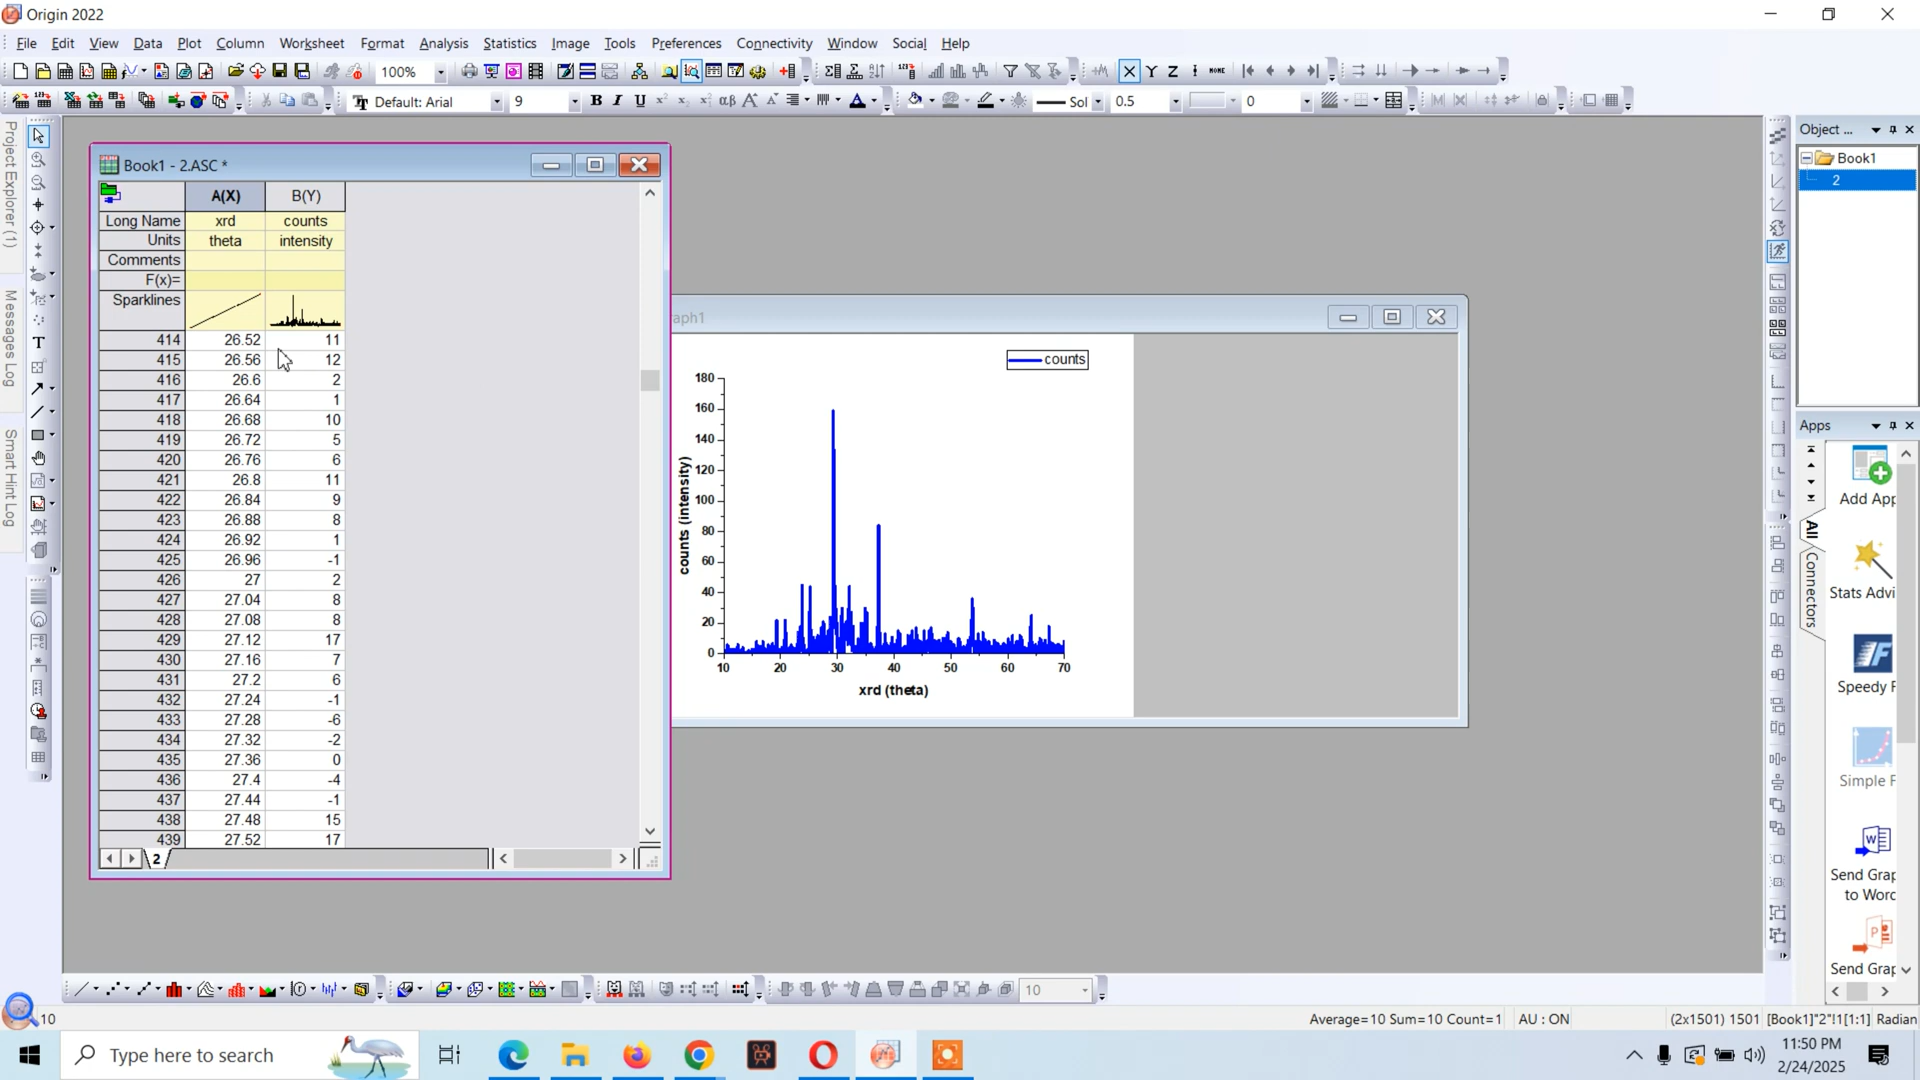 Origin 2022
File Edit View Data Plot Column Worksheet Format Analysis Statistics Image Tools Preferences Connectivity Window Social Help
100%
Default: Arial 9 B I U Sol 0.5 0
Project Explorer (1)
Messages Log
Smart Hint Log
Book1 - 2.ASC *
A(X) B(Y)
Long Name xrd counts
Units theta intensity
Comments
F(x)=
Sparklines
414 26.52 11
415 26.56 12
416 26.6 2
417 26.64 1
418 26.68 10
419 26.72 5
420 26.76 6
421 26.8 11
422 26.84 9
423 26.88 8
424 26.92 1
425 26.96 -1
426 27 2
427 27.04 8
428 27.08 8
429 27.12 17
430 27.16 7
431 27.2 6
432 27.24 -1
433 27.28 -6
434 27.32 -2
435 27.36 0
436 27.4 -4
437 27.44 -1
438 27.48 15
439 27.52 17
2
aph1
counts
180
160
140
120
100
80
60
40
20
0
10 20 30 40 50 60 70
counts (intensity)
xrd (theta)
Object ...
Book1
2
Apps
All
Connectors
Add App
Stats Advi
Speedy F
Simple F
Send Grap
to Word
Send Grap
10
10
Average=10 Sum=10 Count=1 AU : ON (2x1501) 1501 [Book1]"2"!1[1:1] Radian
Type here to search
11:50 PM
2/24/2025